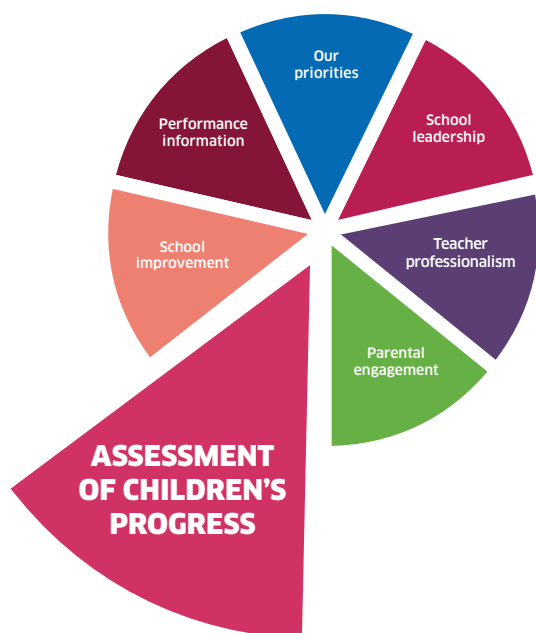 Our
priorities
School
leadership
Teacher
professionalism
Parental
engagement
ASSESSMENT
OF CHILDREN'S
PROGRESS
School
improvement
Performance
information